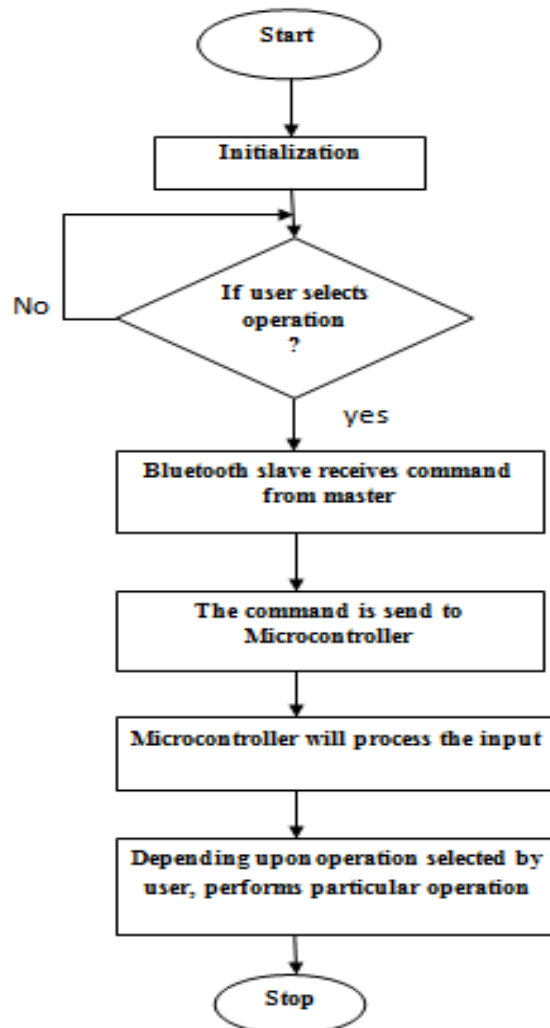 Start
Initialization
If user selects
operation
?
No
yes
Bluetooth slave receives command
from master
The command is send to
Microcontroller
Microcontroller will process the input
Depending upon operation selected by
user, performs particular operation
Stop